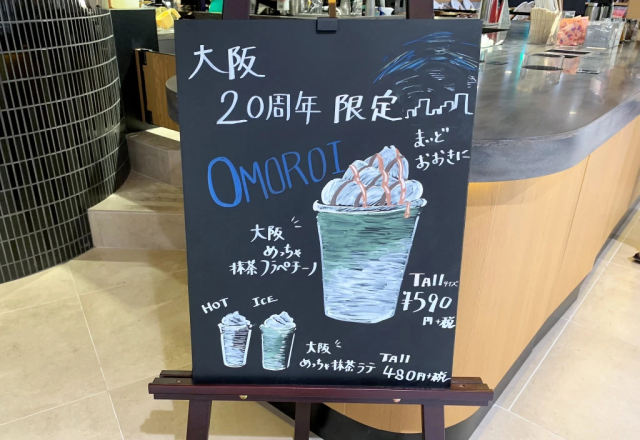 大阪
20周年 限定
まいど
おおきに
OMOROI
大阪
めっちゃ
抹茶フラペチーノ
Tallサイズ
¥590
円+税
HOT ICE
大阪
めっちゃ抹茶ラテ
Tall
480円+税